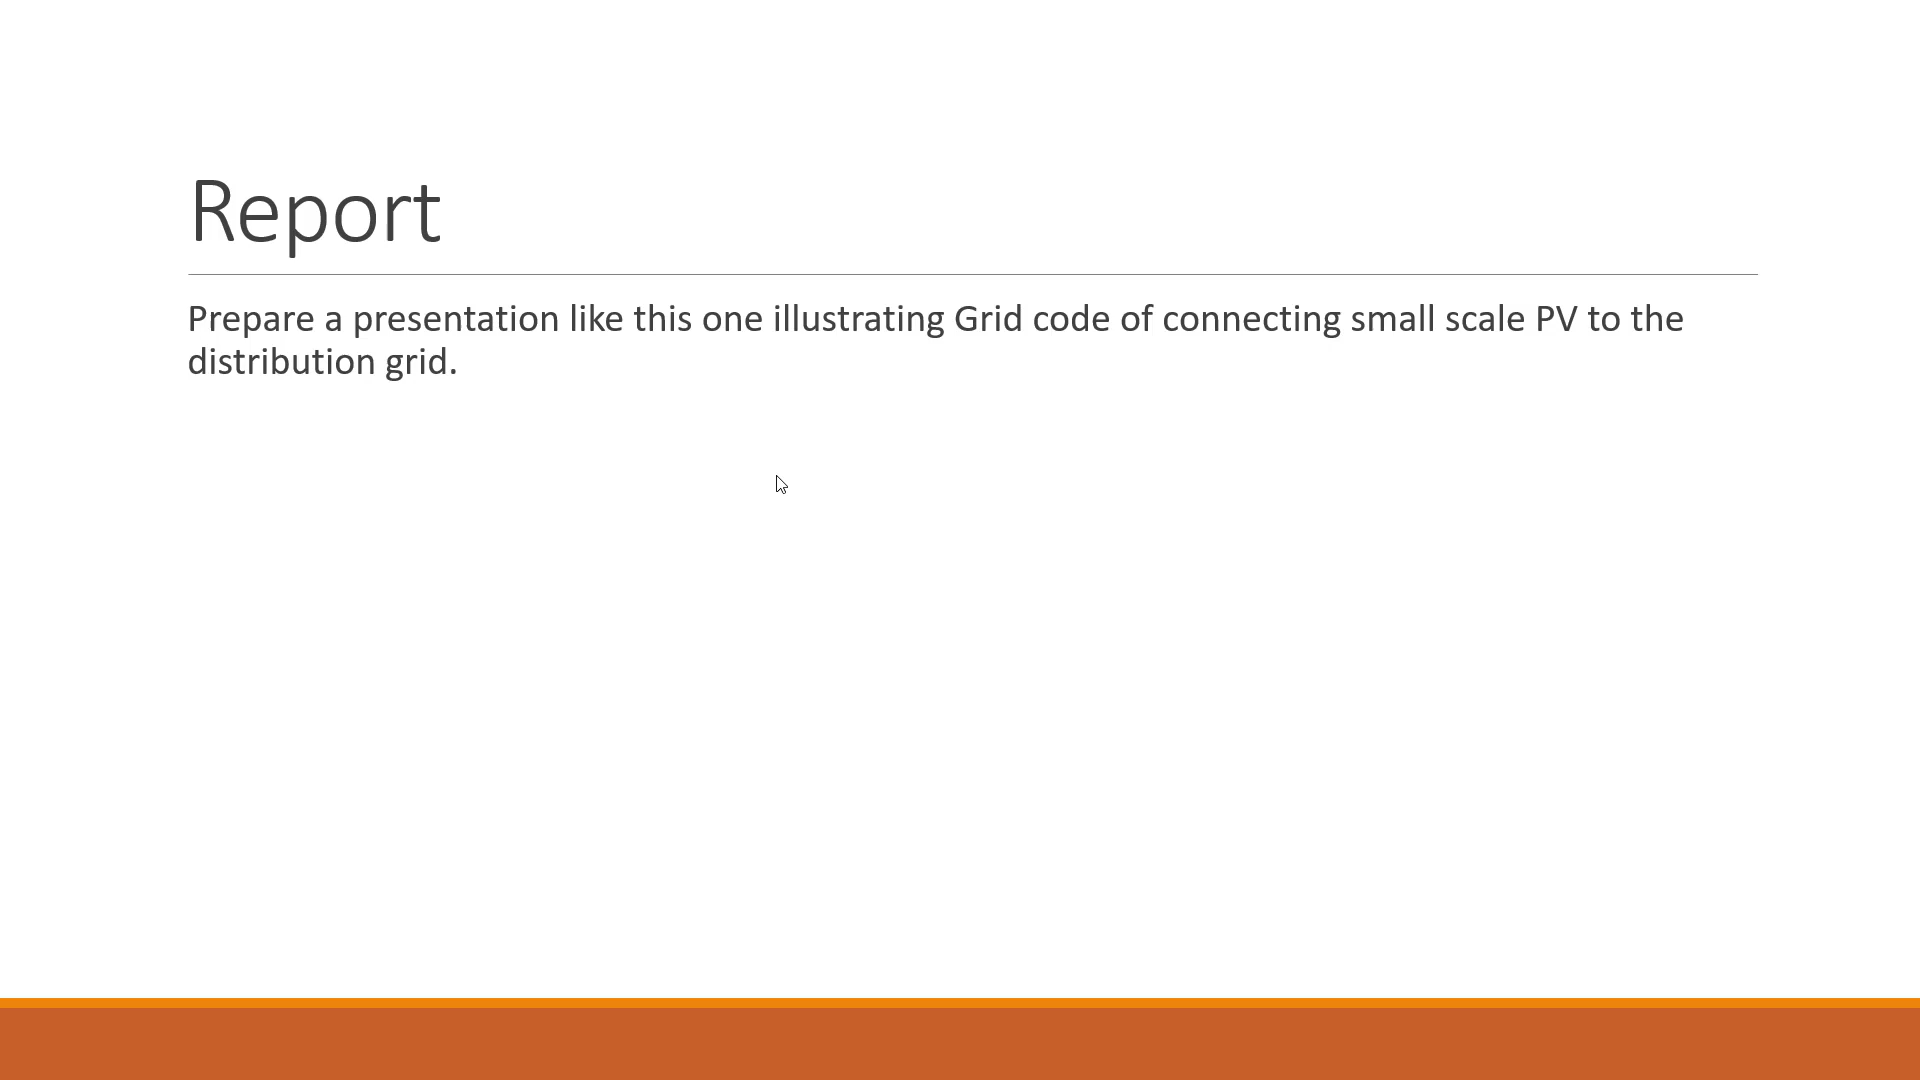 Report
Prepare a presentation like this one illustrating Grid code of connecting small scale PV to the
distribution grid.